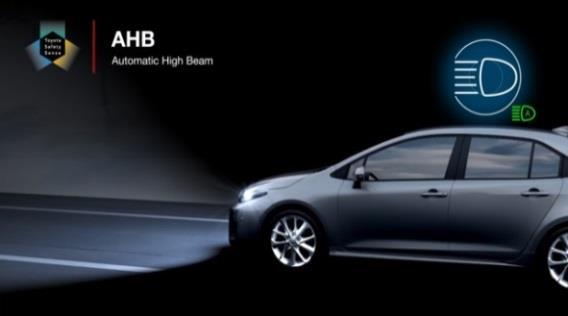 Toyota
Safety
Sense
AHB
Automatic High Beam
A